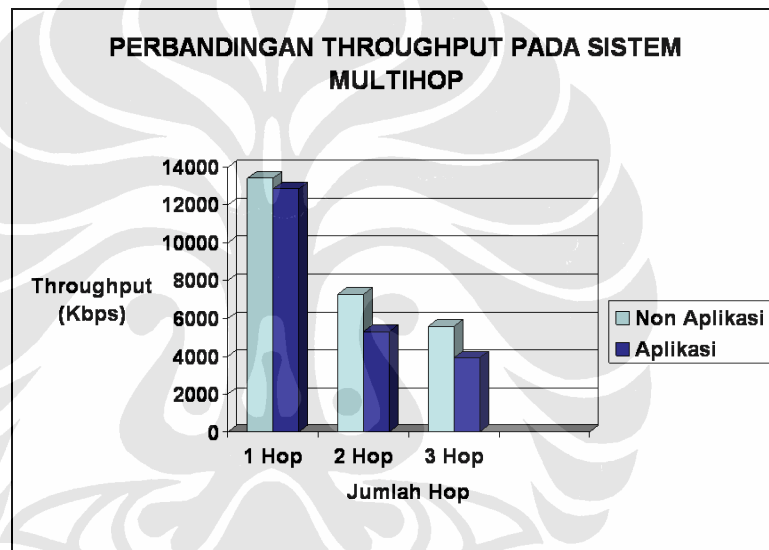 PERBANDINGAN THROUGHPUT PADA SISTEM
MULTIHOP
14000
12000
10000
8000
6000
4000
2000
0
Throughput
(Kbps)
1 Hop
2 Hop
3 Hop
Jumlah Hop
Non Aplikasi
Aplikasi